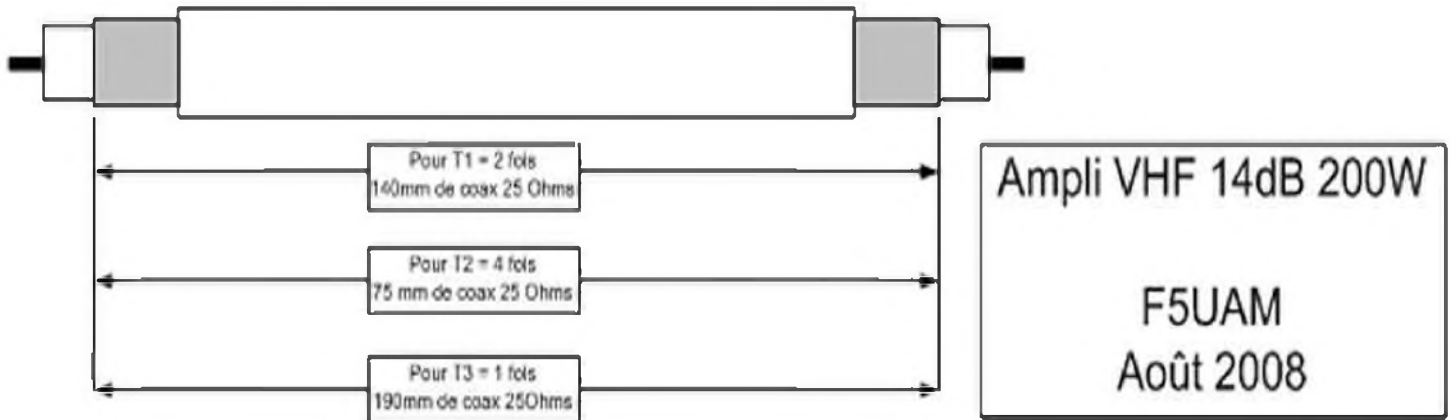 Pour T1 = 2 fois
140mm de coax 25 Ohms
Pour T2 = 4 fois
75 mm de coax 25 Ohms
Pour T3 = 1 fois
190mm de coax 25Ohms
Ampli VHF 14dB 200W
F5UAM
Août 2008